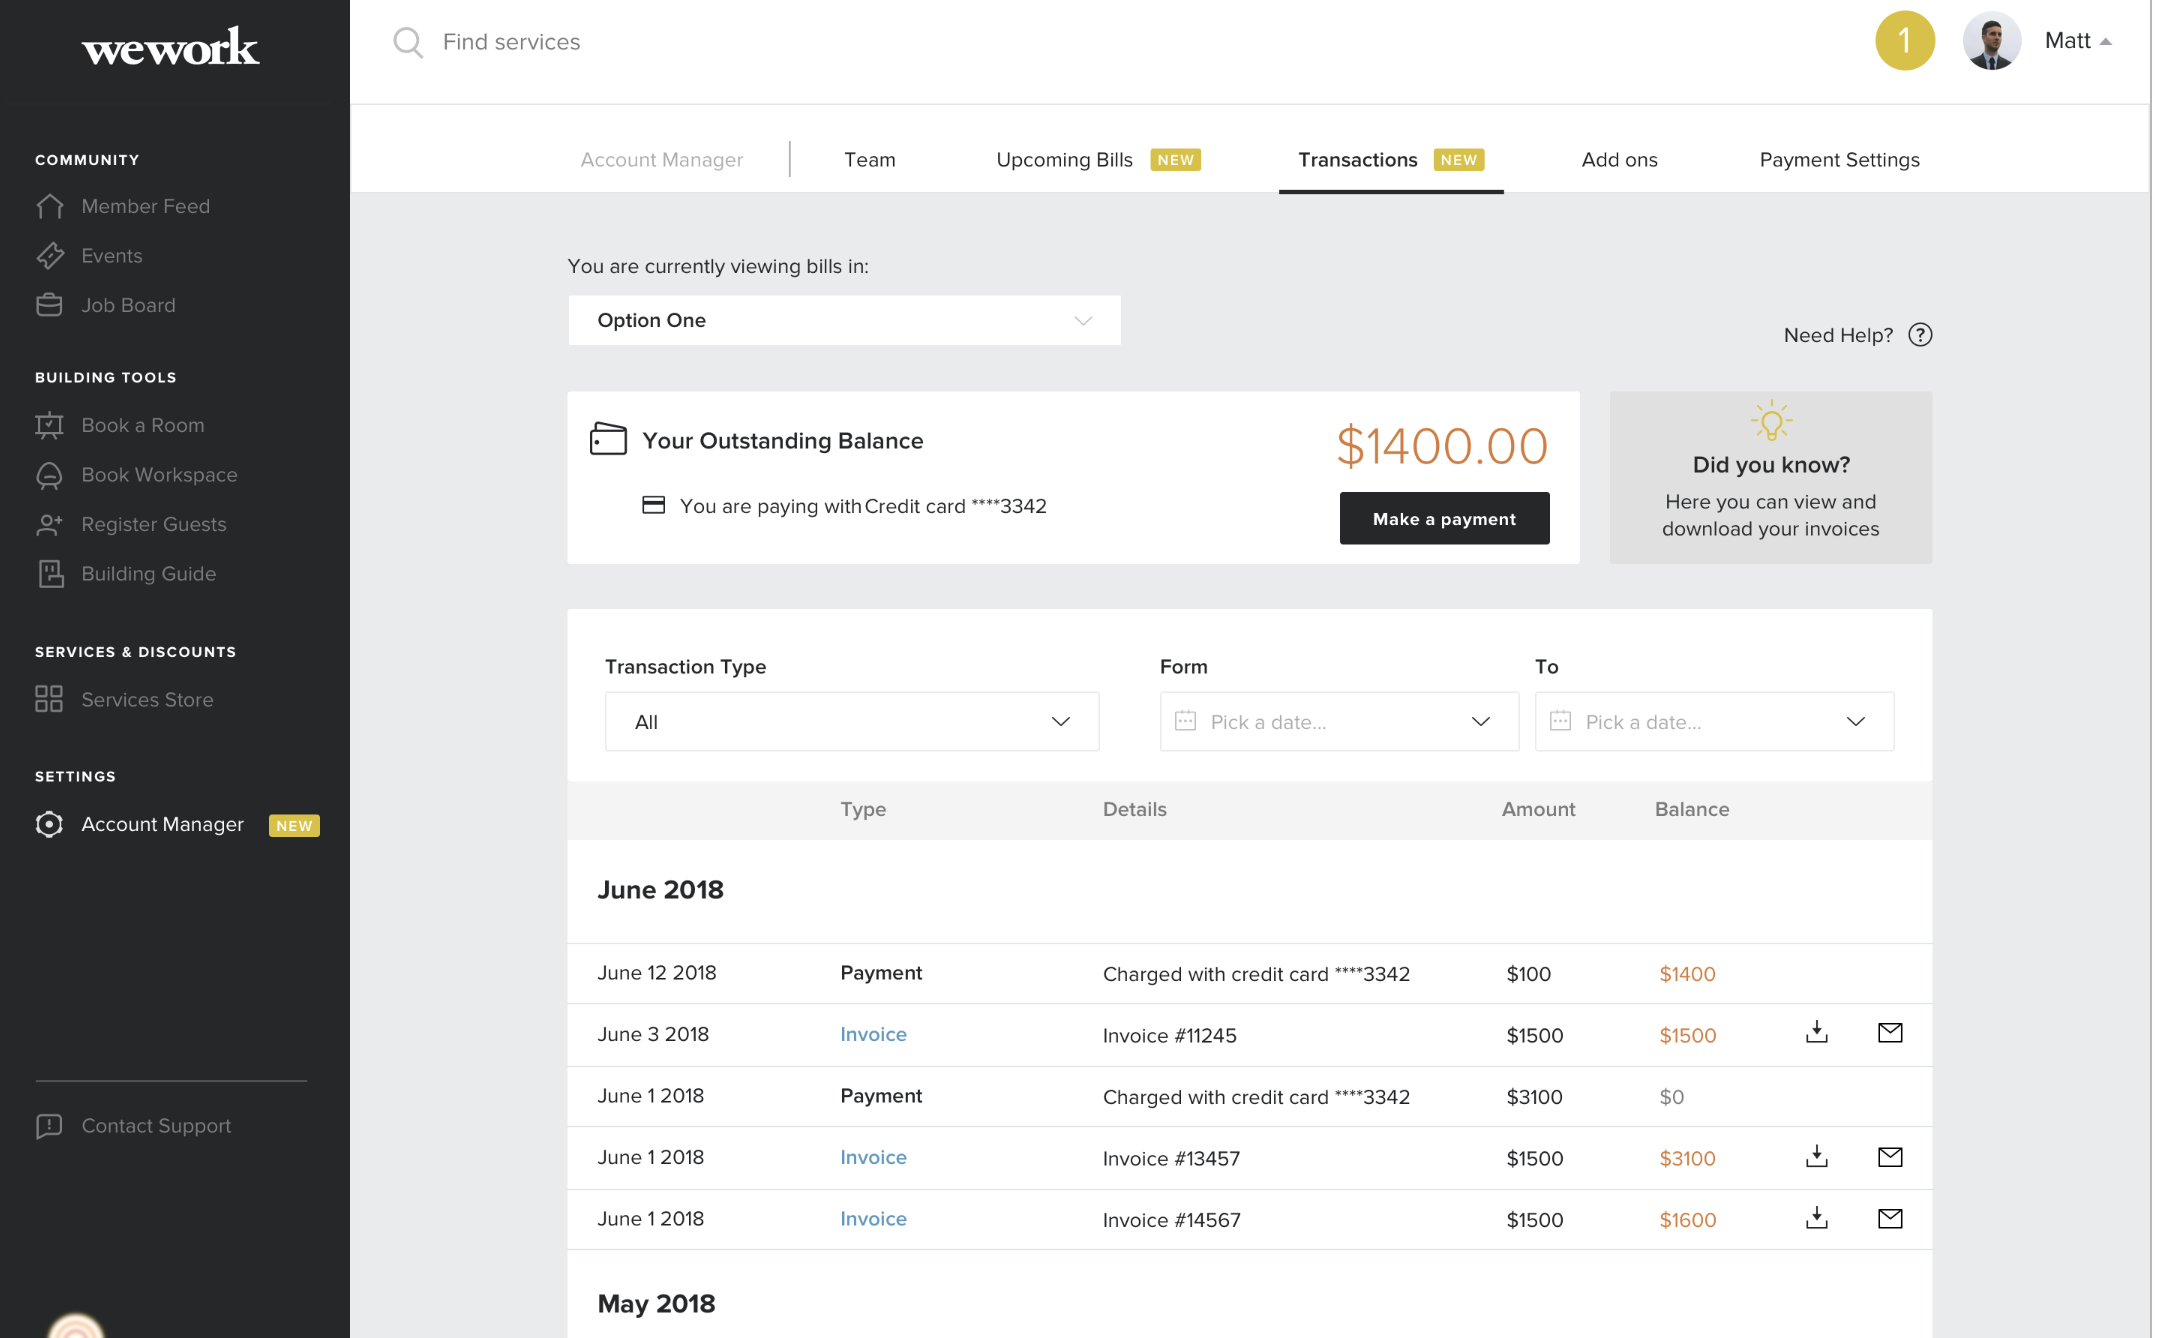 wework
Find services
1
Matt
COMMUNITY
Member Feed
Events
Job Board
BUILDING TOOLS
Book a Room
Book Workspace
Register Guests
Building Guide
SERVICES & DISCOUNTS
Services Store
SETTINGS
Account Manager NEW
Contact Support
Account Manager Team Upcoming Bills NEW Transactions NEW Add ons Payment Settings
You are currently viewing bills in:
Option One
Need Help? ?
Your Outstanding Balance $1400.00
You are paying with Credit card ****3342
Make a payment
Did you know?
Here you can view and
download your invoices
Transaction Type Form To
All Pick a date... Pick a date...
Type Details Amount Balance
June 2018
June 12 2018 Payment Charged with credit card ****3342 $100 $1400
June 3 2018 Invoice Invoice #11245 $1500 $1500
June 1 2018 Payment Charged with credit card ****3342 $3100 $0
June 1 2018 Invoice Invoice #13457 $1500 $3100
June 1 2018 Invoice Invoice #14567 $1500 $1600
May 2018